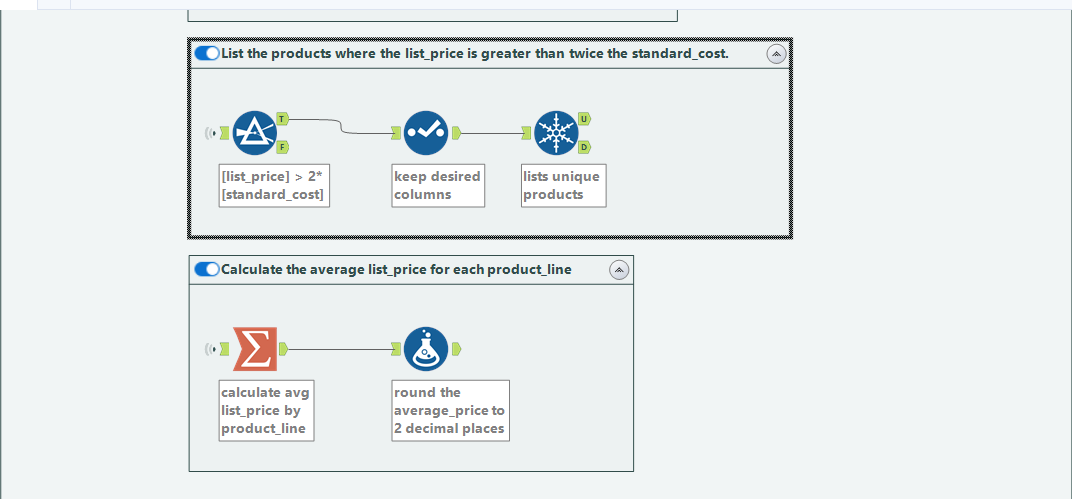 List the products where the list_price is greater than twice the standard_cost.
T
F
U
D
[list_price] > 2*
[standard_cost]
keep desired
columns
lists unique
products
Calculate the average list_price for each product_line
calculate avg
list_price by
product_line
round the
average_price to
2 decimal places